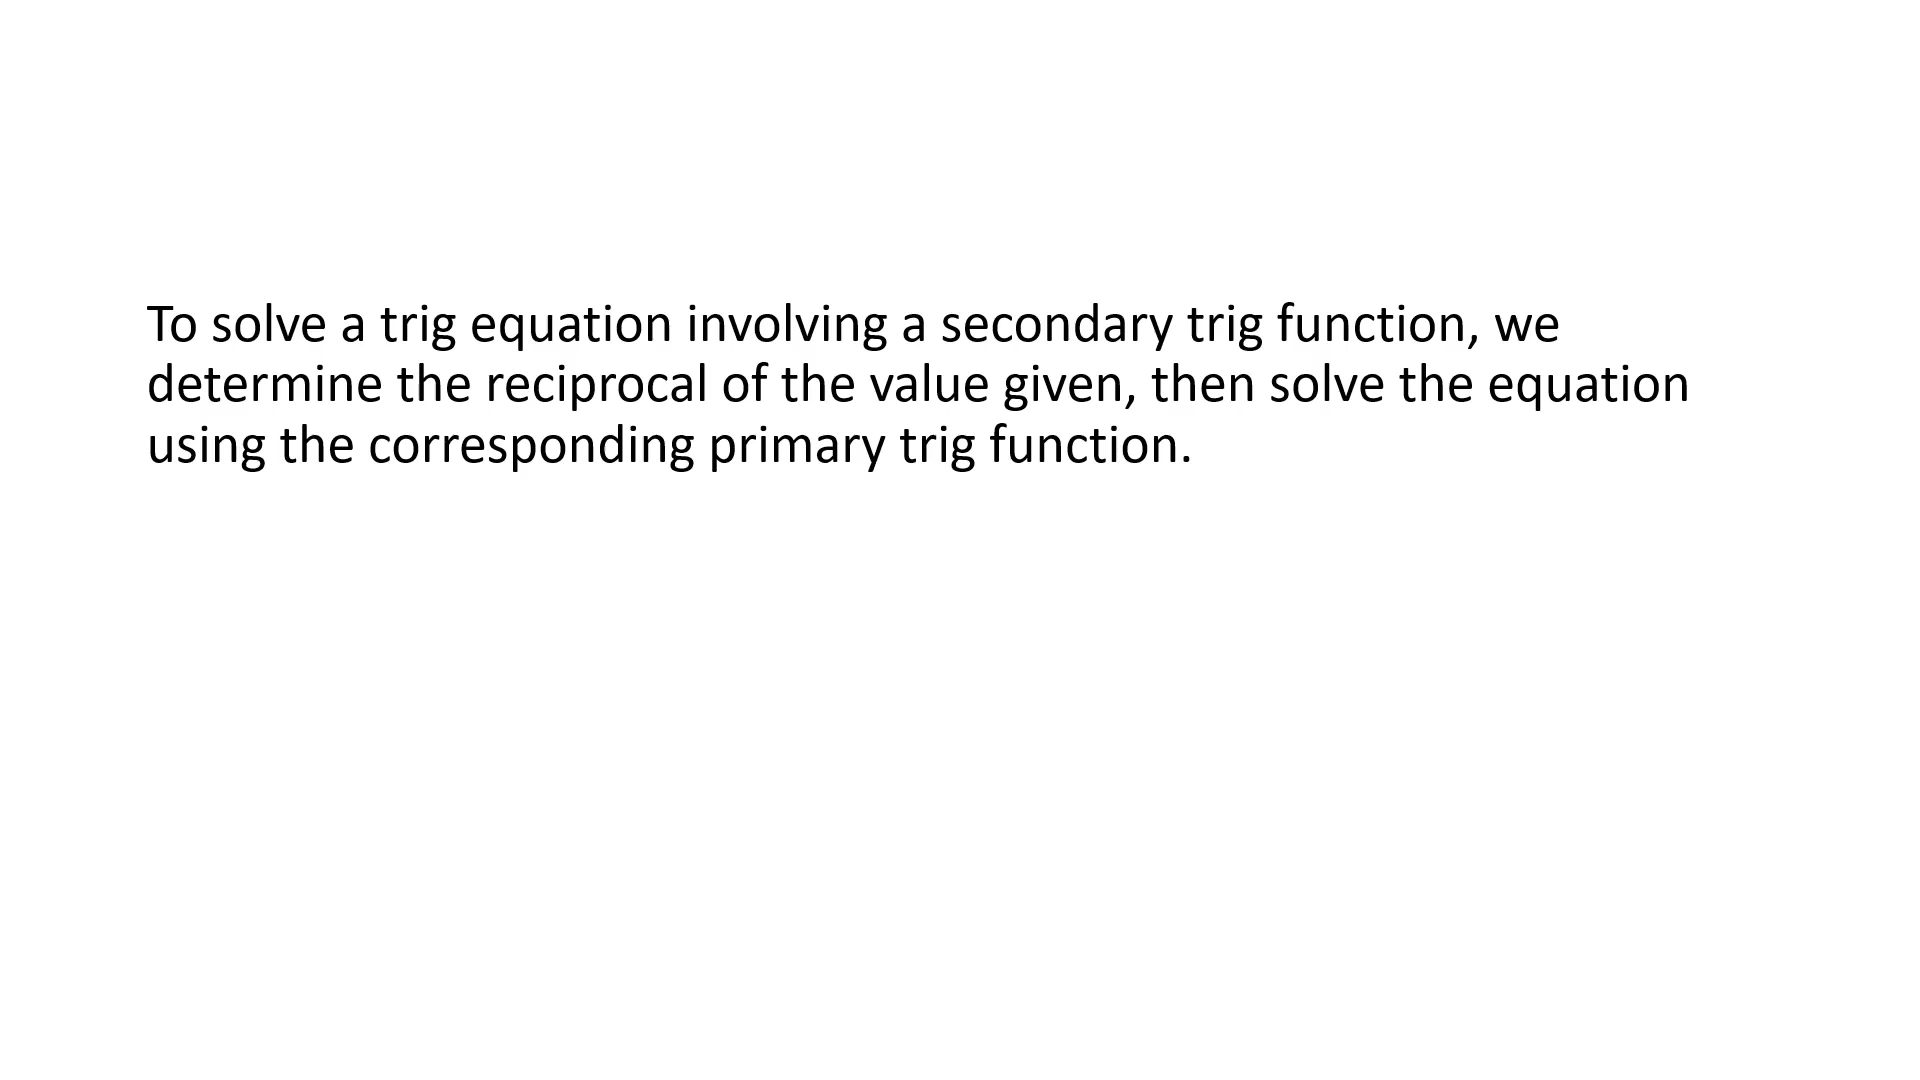 To solve a trig equation involving a secondary trig function, we
determine the reciprocal of the value given, then solve the equation
using the corresponding primary trig function.